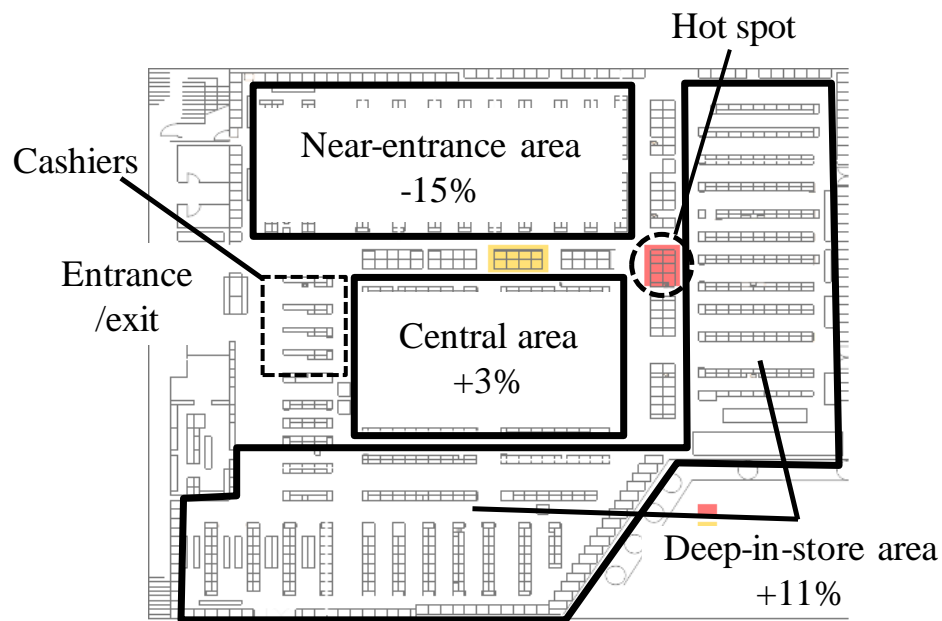 Hot spot
Near-entrance area
-15%
Cashiers
Entrance
/exit
Central area
+3%
Deep-in-store area
+11%